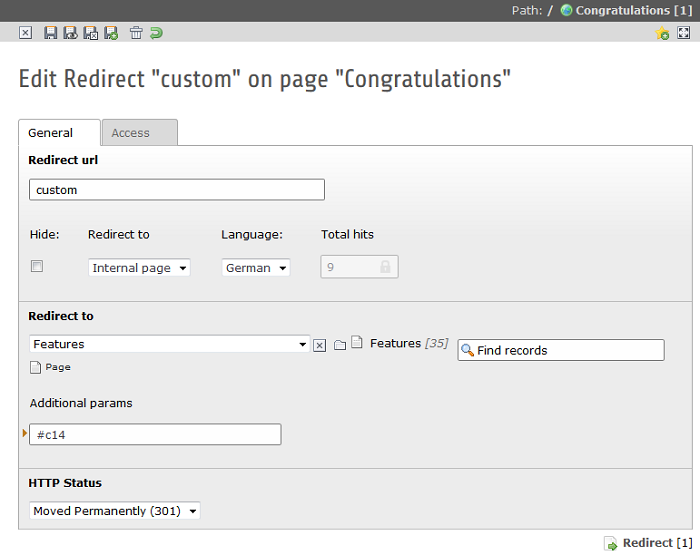 Path: / Congratulations [1]
Edit Redirect "custom" on page "Congratulations"
General Access
Redirect url
custom
Hide: Redirect to Language: Total hits
Internal page German 9
Redirect to
Features Features [35] Find records
Page
Additional params
#c14
HTTP Status
Moved Permanently (301)
Redirect [1]